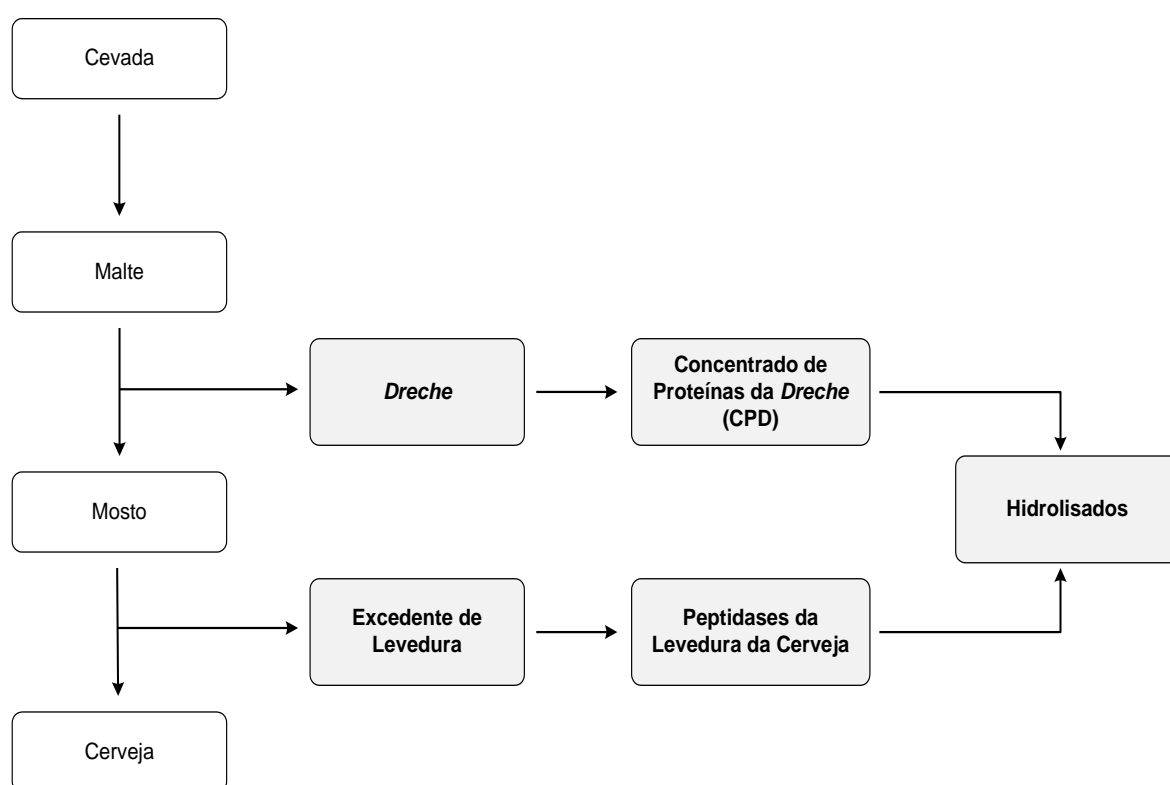 Cevada
Malte
Dreche
Concentrado de
Proteínas da Dreche
(CPD)
Mosto
Hidrolisados
Excedente de
Levedura
Peptidases da
Levedura da Cerveja
Cerveja